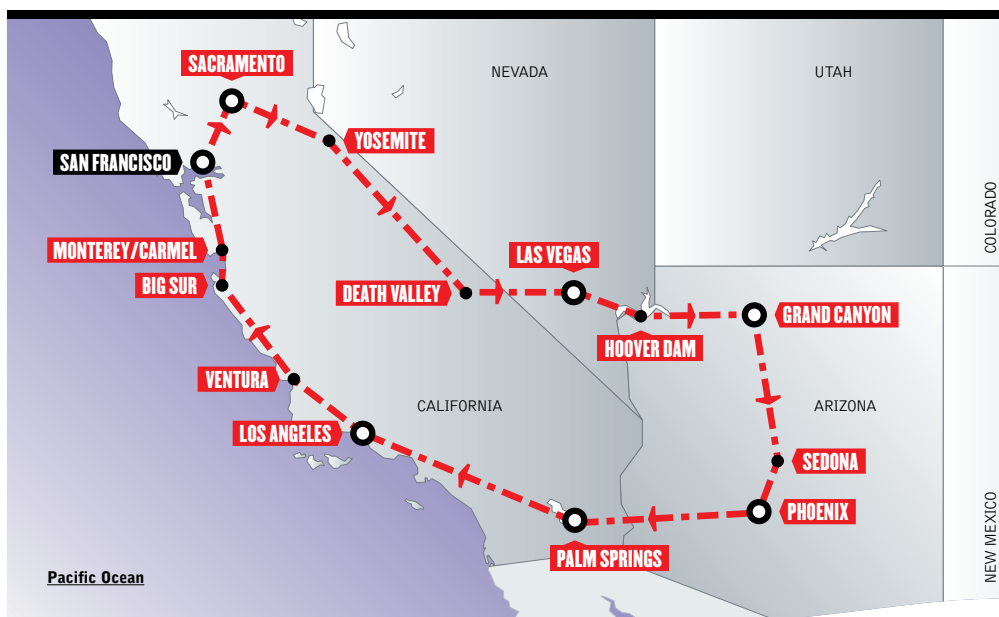 SACRAMENTO
NEVADA
UTAH
YOSEMITE
SAN FRANCISCO
COLORADO
MONTEREY/CARMEL
LAS VEGAS
BIG SUR
DEATH VALLEY
GRAND CANYON
HOOVER DAM
VENTURA
CALIFORNIA
ARIZONA
LOS ANGELES
SEDONA
PHOENIX
NEW MEXICO
PALM SPRINGS
Pacific Ocean